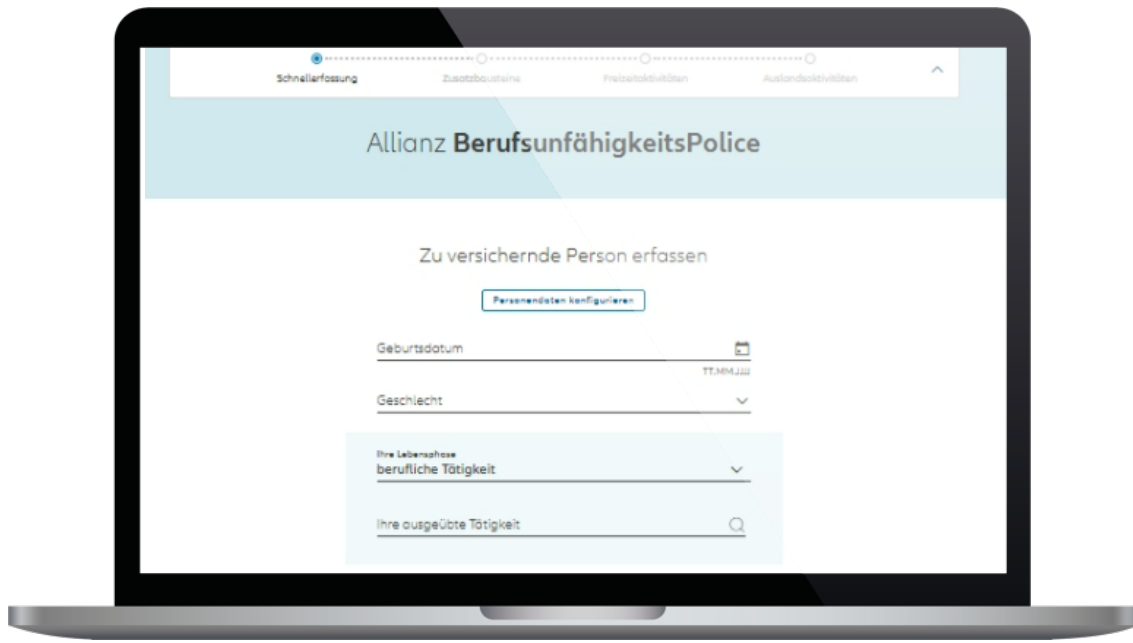 Schnellerfassung Zusatzbausteine Freizeitaktivitäten Auslandsaktivitäten
Allianz BerufsunfähigkeitsPolice
Zu versichernde Person erfassen
Personendaten konfigurieren
Geburtsdatum
TT.MM.JJJJ
Geschlecht
Ihre Lebensphase
berufliche Tätigkeit
Ihre ausgeübte Tätigkeit